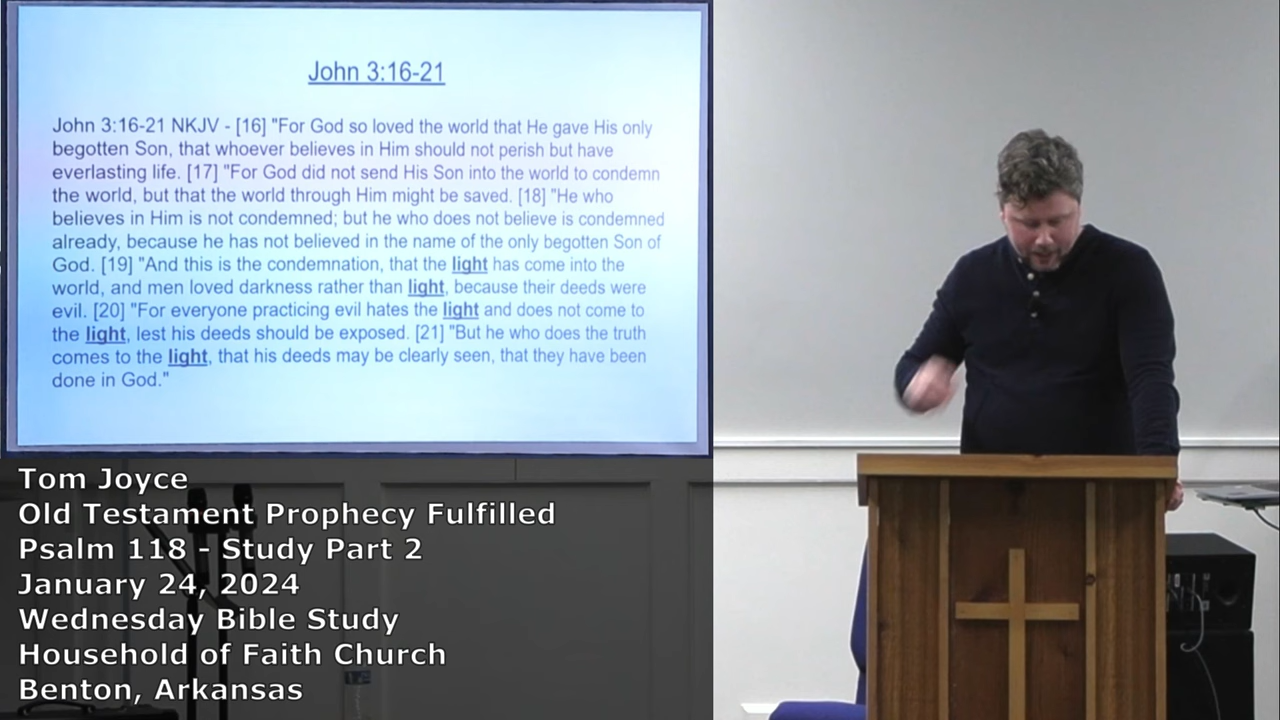 John 3:16-21
John 3:16-21 NKJV - [16] "For God so loved the world that He gave His only
begotten Son, that whoever believes in Him should not perish but have
everlasting life. [17] "For God did not send His Son into the world to condemn
the world, but that the world through Him might be saved. [18] "He who
believes in Him is not condemned; but he who does not believe is condemned
already, because he has not believed in the name of the only begotten Son of
God. [19] "And this is the condemnation, that the light has come into the
world, and men loved darkness rather than light, because their deeds were
evil. [20] "For everyone practicing evil hates the light and does not come to
the light, lest his deeds should be exposed. [21] "But he who does the truth
comes to the light, that his deeds may be clearly seen, that they have been
done in God."
Tom Joyce
Old Testament Prophecy Fulfilled
Psalm 118 - Study Part 2
January 24, 2024
Wednesday Bible Study
Household of Faith Church
Benton, Arkansas